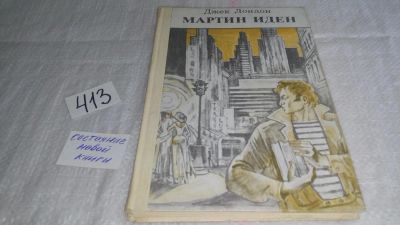 Джек Лондон
МАРТИН ИДЕН
413
состояние
новой
книги